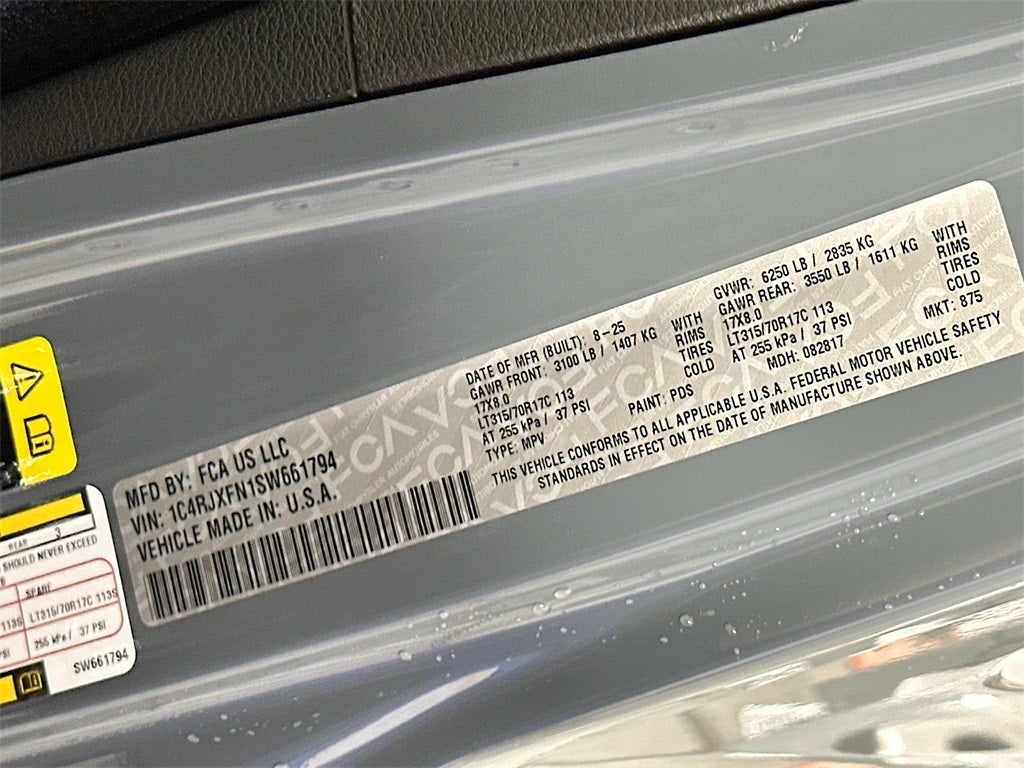 MFD BY: FCA US LLC
VIN: 1C4RJXFN1SW661794
VEHICLE MADE IN: U.S.A.
DATE OF MFR (BUILT): 8-25
GAWR FRONT: 3100 LB / 1407 KG
17X8.0
LT315/70R17C 113
AT 255 kPa / 37 PSI
TYPE: MPV
WITH
RIMS
TIRES
COLD
PAINT: PDS
GVWR: 6250 LB / 2835 KG
GAWR REAR: 3550 LB / 1611 KG
17X8.0
LT315/70R17C 113
AT 255 kPa / 37 PSI
MDH: 082817
WITH
RIMS
TIRES
COLD
MKT: 875
THIS VEHICLE CONFORMS TO ALL APPLICABLE U.S.A. FEDERAL MOTOR VEHICLE SAFETY
STANDARDS IN EFFECT ON THE DATE OF MANUFACTURE SHOWN ABOVE.
REAR 3
SHOULD NEVER EXCEED
SPARE
113S LT315/70R17C 113S
PSI 255 kPa / 37 PSI
SW661794